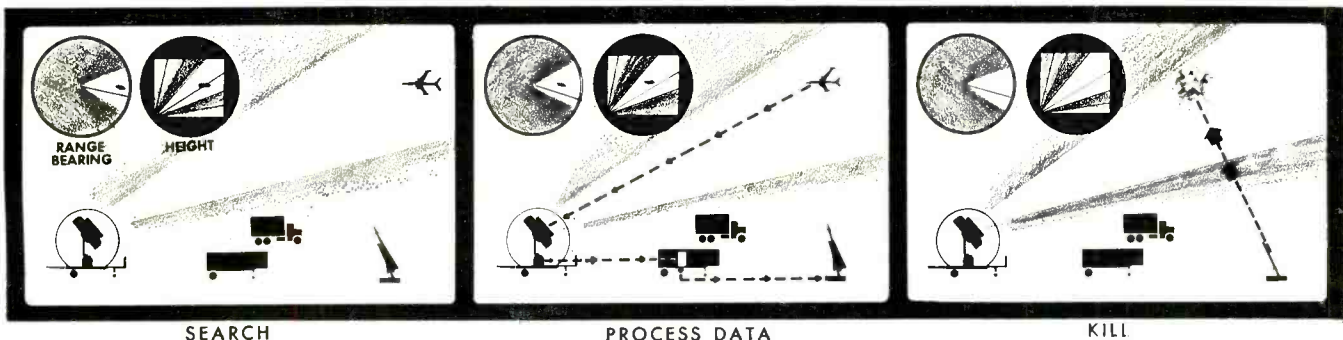 RANGE
BEARING
HEIGHT
SEARCH
PROCESS DATA
KILL